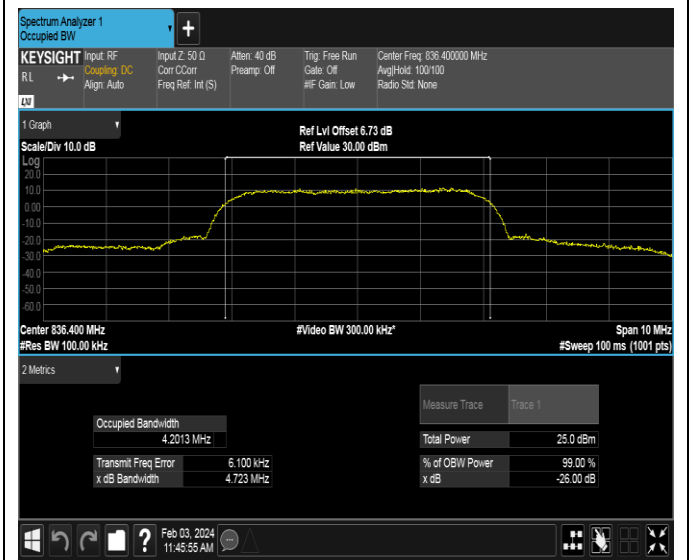 Spectrum Analyzer 1
Occupied BW
+
KEYSIGHT Input: RF Input Z: 50 Ω Atten: 40 dB Trig: Free Run Center Freq: 836.400000 MHz
R L Coupling: DC Corr CCorr Preamp: Off Gate: Off Avg|Hold: 100/100
Align: Auto Freq Ref: Int (S) #IF Gain: Low Radio Std: None
LXI
1 Graph Ref Lvl Offset 6.73 dB
Scale/Div 10.0 dB Ref Value 30.00 dBm
Log
20.0
10.0
0.00
-10.0
-20.0
-30.0
-40.0
-50.0
-60.0
Center 836.400 MHz #Video BW 300.00 kHz* Span 10 MHz
#Res BW 100.00 kHz #Sweep 100 ms (1001 pts)
2 Metrics
Measure Trace Trace 1
Occupied Bandwidth
4.2013 MHz Total Power 25.0 dBm
Transmit Freq Error 6.100 kHz % of OBW Power 99.00 %
x dB Bandwidth 4.723 MHz x dB -26.00 dB
? Feb 03, 2024
11:45:55 AM